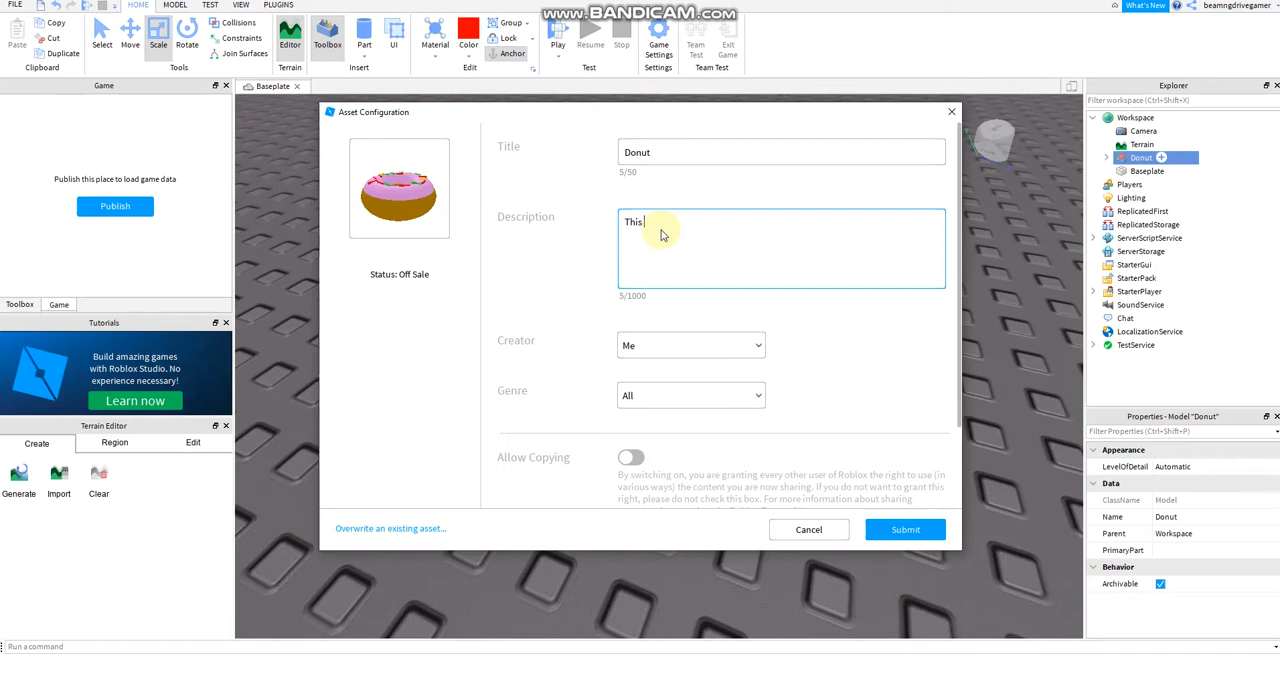 FILE HOME MODEL TEST VIEW PLUGINS What's New beamngdrivegamer
www.BANDICAM.com
Paste Copy Cut Duplicate Clipboard
Select Move Scale Rotate Collisions Constraints Join Surfaces Tools
Editor Terrain
Toolbox Part UI Insert
Material Color Group Lock Anchor Edit
Play Resume Stop Test
Game Settings Settings
Team Test Exit Game Team Test
Game
Publish this place to load game data
Publish
Toolbox Game
Tutorials
Build amazing games
with Roblox Studio. No
experience necessary!
Learn now
Terrain Editor
Create Region Edit
Generate Import Clear
Baseplate
Asset Configuration
Status: Off Sale
Title
Donut
5/50
Description
This
5/1000
Creator
Me
Genre
All
Allow Copying
By switching on, you are granting every other user of Roblox the right to use (in
various ways) the content you are now sharing. If you do not want to grant this
right, please do not check this box. For more information about sharing
Overwrite an existing asset...
Cancel
Submit
Explorer
Filter workspace (Ctrl+Shift+X)
Workspace
Camera
Terrain
Donut
Baseplate
Players
Lighting
ReplicatedFirst
ReplicatedStorage
ServerScriptService
ServerStorage
StarterGui
StarterPack
StarterPlayer
SoundService
Chat
LocalizationService
TestService
Properties - Model "Donut"
Filter Properties (Ctrl+Shift+P)
Appearance
LevelOfDetail Automatic
Data
ClassName Model
Name Donut
Parent Workspace
PrimaryPart
Behavior
Archivable
Run a command